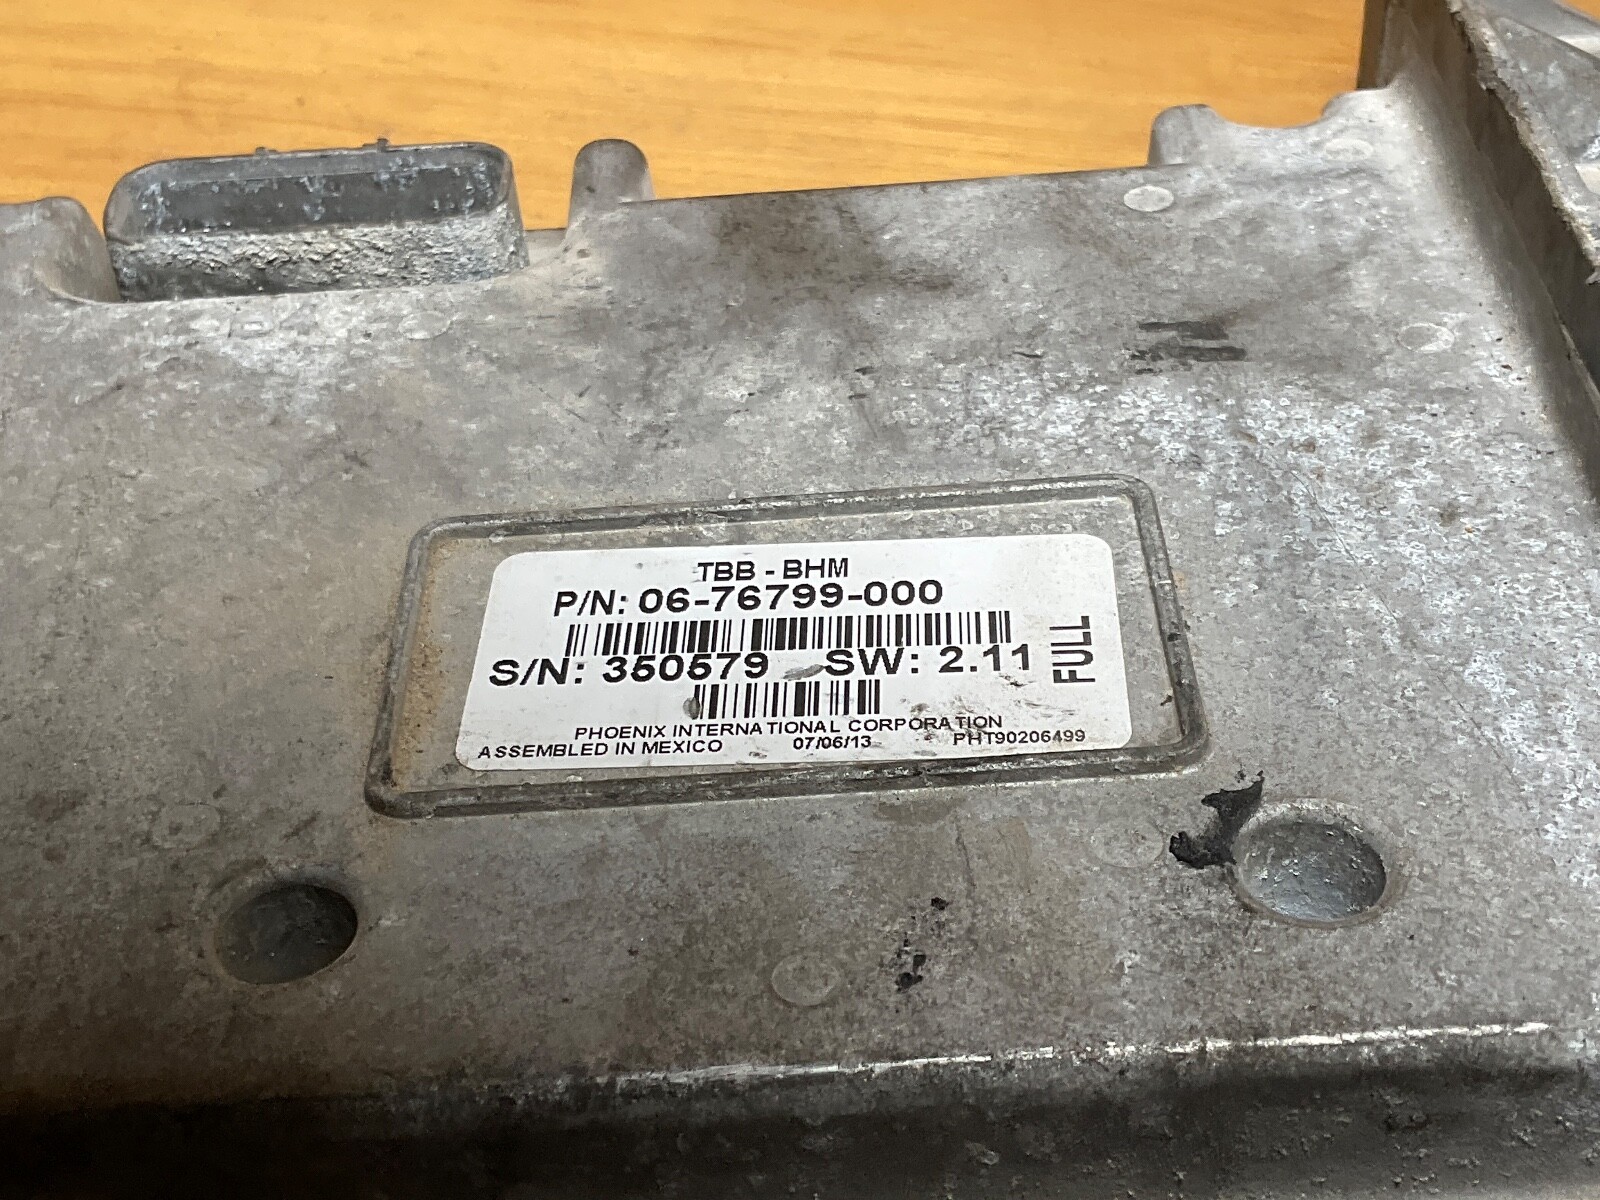 TBB - BHM
P/N: 06-76799-000
S/N: 350579 SW: 2.11
FULL
PHOENIX INTERNATIONAL CORPORATION
ASSEMBLED IN MEXICO 07/06/13 PHT90206499